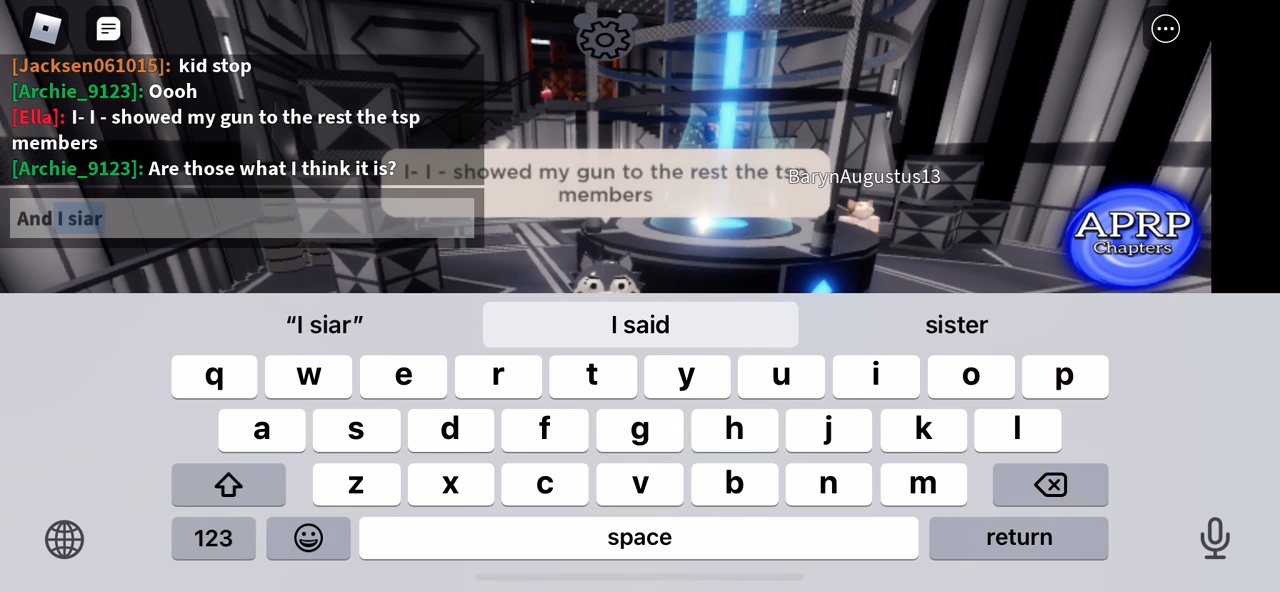 [Jacksen061015]: kid stop
[Archie_9123]: Oooh
[Ella]: I- I - showed my gun to the rest the tsp
members
[Archie_9123]: Are those what I think it is?
I- I - showed my gun to the rest the tsp
members
BarynAugustus13
And I siar
APRP
Chapters
“I siar” I said sister
q w e r t y u i o p
a s d f g h j k l
z x c v b n m
123 space return